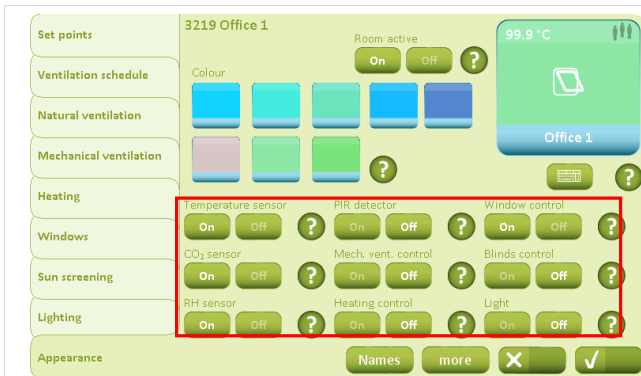 Set points
Ventilation schedule
Natural ventilation
Mechanical ventilation
Heating
Windows
Sun screening
Lighting
Appearance
3219 Office 1
Room active
On Off ?
Colour
?
99.9 °C
Office 1
?
Temperature sensor PIR detector Window control
On Off ? On Off ? On Off ?
CO₂ sensor Mech. vent. control Blinds control
On Off ? On Off ? On Off ?
RH sensor Heating control Light
On Off ? On Off ? On Off ?
Names more